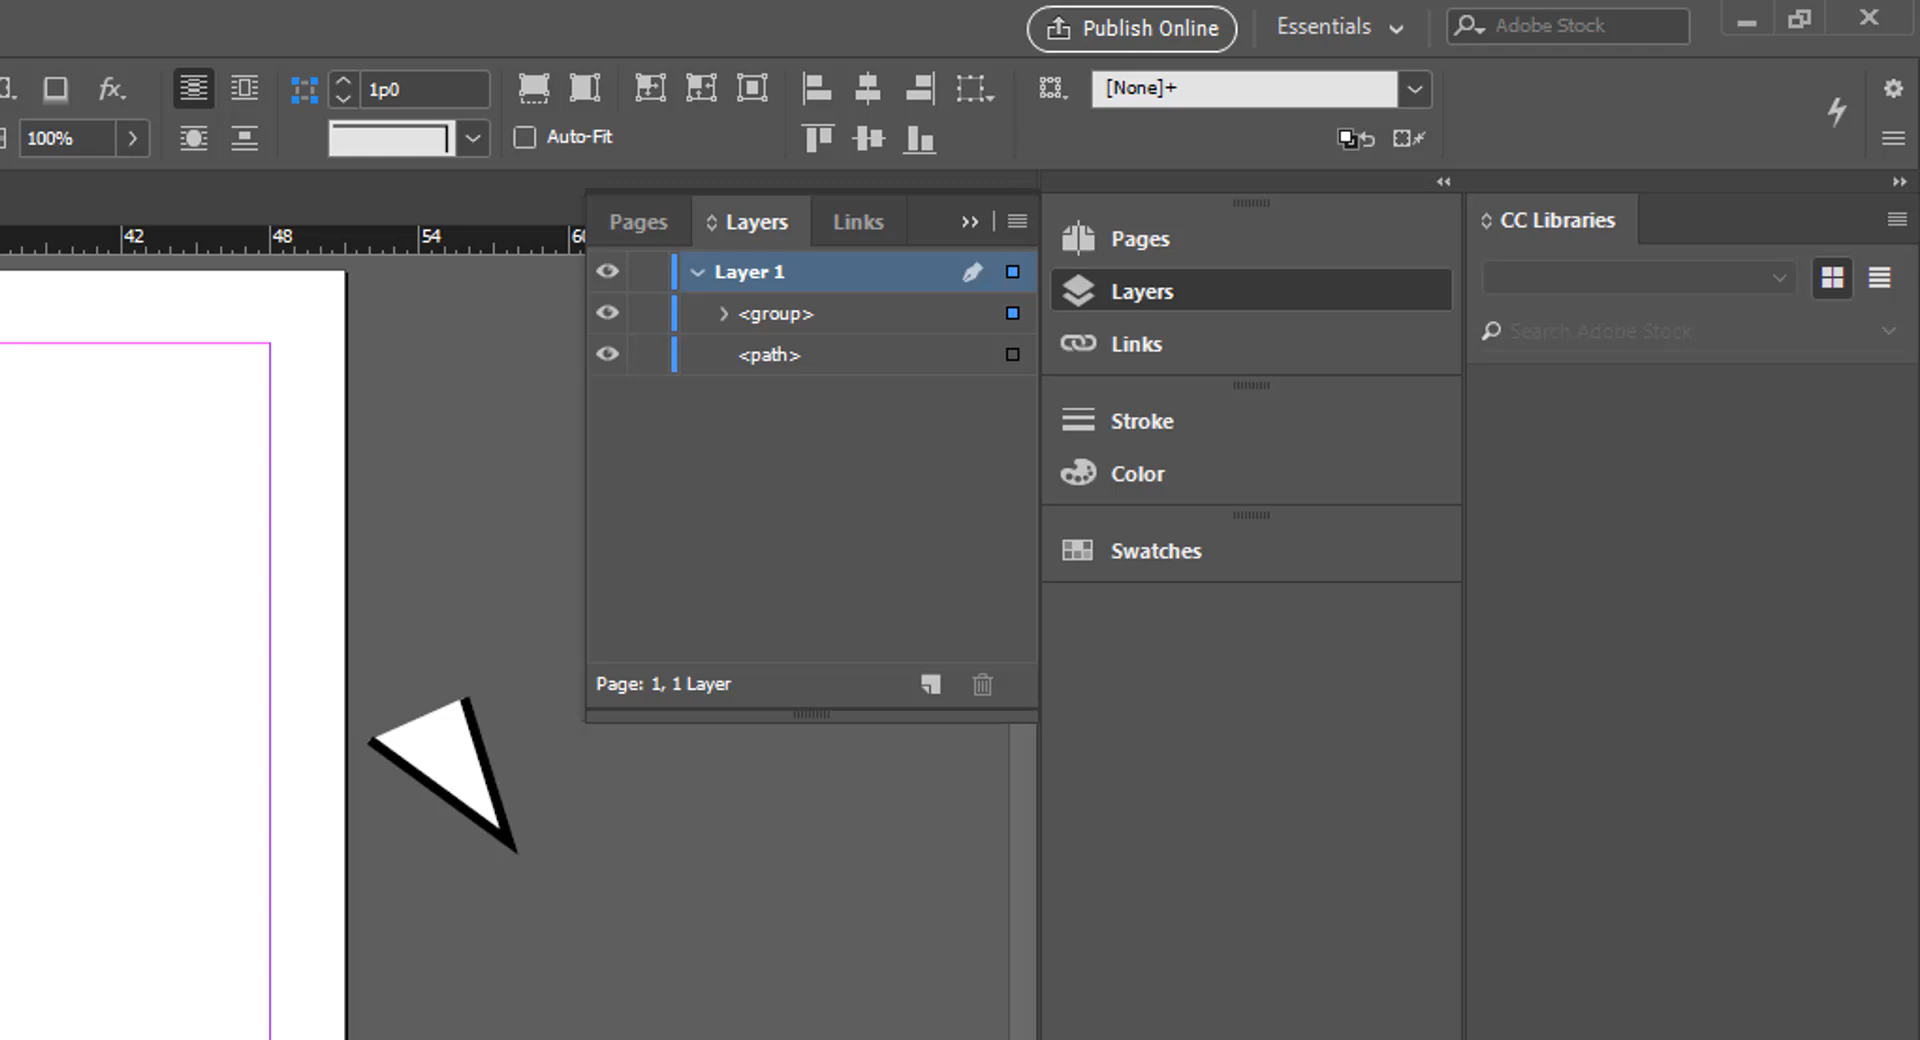 Publish Online
Essentials
Adobe Stock
fx.
1p0
[None]+
100%
Auto-Fit
42
48
54
Pages
Layers
Links
Layer 1
<group>
<path>
Page: 1, 1 Layer
Pages
Layers
Links
Stroke
Color
Swatches
CC Libraries
Search Adobe Stock